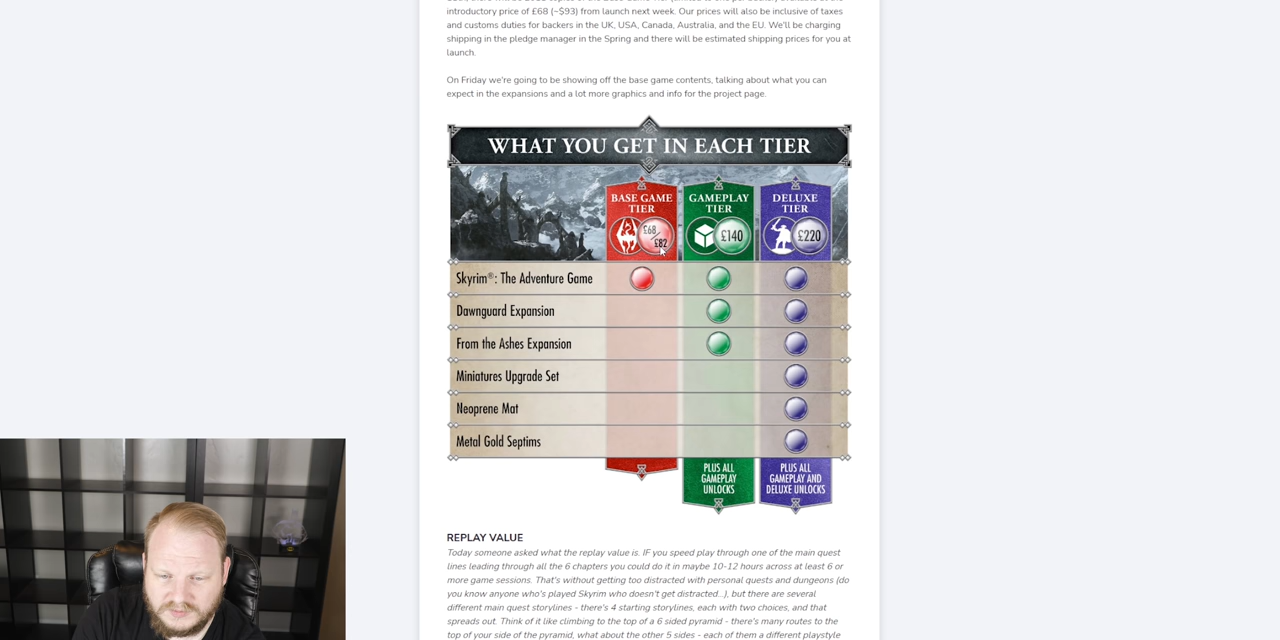 introductory price of £68 (~$93) from launch next week. Our prices will also be inclusive of taxes
and customs duties for backers in the UK, USA, Canada, Australia, and the EU. We'll be charging
shipping in the pledge manager in the Spring and there will be estimated shipping prices for you at
launch.
On Friday we're going to be showing off the base game contents, talking about what you can
expect in the expansions and a lot more graphics and info for the project page.
WHAT YOU GET IN EACH TIER
BASE GAME
TIER
£68
£82
GAMEPLAY
TIER
£140
DELUXE
TIER
£220
Skyrim®: The Adventure Game
Dawnguard Expansion
From the Ashes Expansion
Miniatures Upgrade Set
Neoprene Mat
Metal Gold Septims
PLUS ALL
GAMEPLAY
UNLOCKS
PLUS ALL
GAMEPLAY AND
DELUXE UNLOCKS
REPLAY VALUE
Today someone asked what the replay value is. IF you speed play through one of the main quest
lines leading through all the 6 chapters you could do it in maybe 10-12 hours across at least 6 or
more game sessions. That's without getting too distracted with personal quests and dungeons (do
you know anyone who's played Skyrim who doesn't get distracted..), but there are several
different main quest storylines - there's 4 starting storylines, each with two choices, and that
spreads out. Think of it like climbing to the top of a 6 sided pyramid - there's many routes to the
top of your side of the pyramid, what about the other 5 sides - each of them a different playstyle